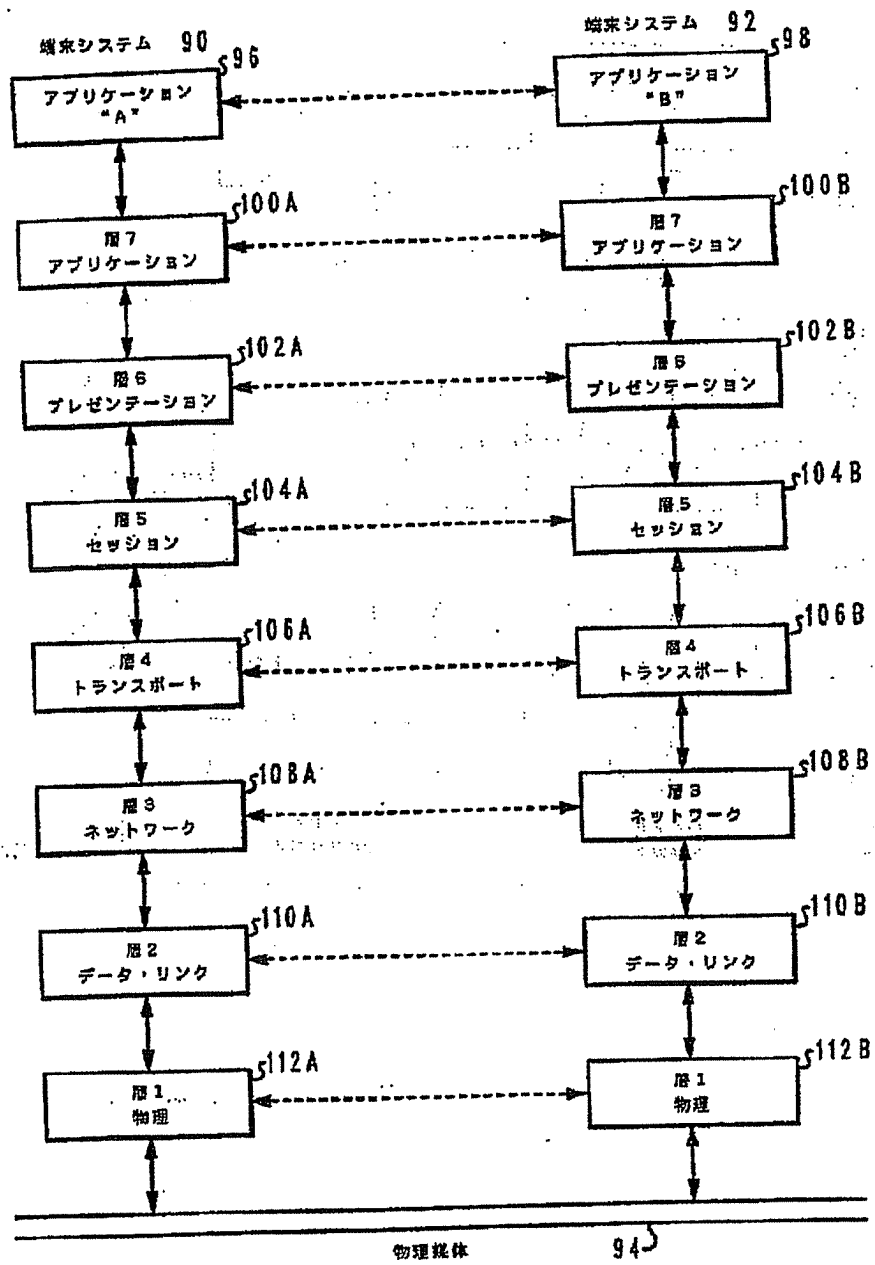 端末システム 90
端末システム 92
96
98
アプリケーション
“A”
アプリケーション
“B”
100A
100B
層7
アプリケーション
層7
アプリケーション
102A
102B
層6
プレゼンテーション
層6
プレゼンテーション
104A
104B
層5
セッション
層5
セッション
106A
106B
層4
トランスポート
層4
トランスポート
108A
108B
層3
ネットワーク
層3
ネットワーク
110A
110B
層2
データ・リンク
層2
データ・リンク
112A
112B
層1
物理
層1
物理
物理媒体 94